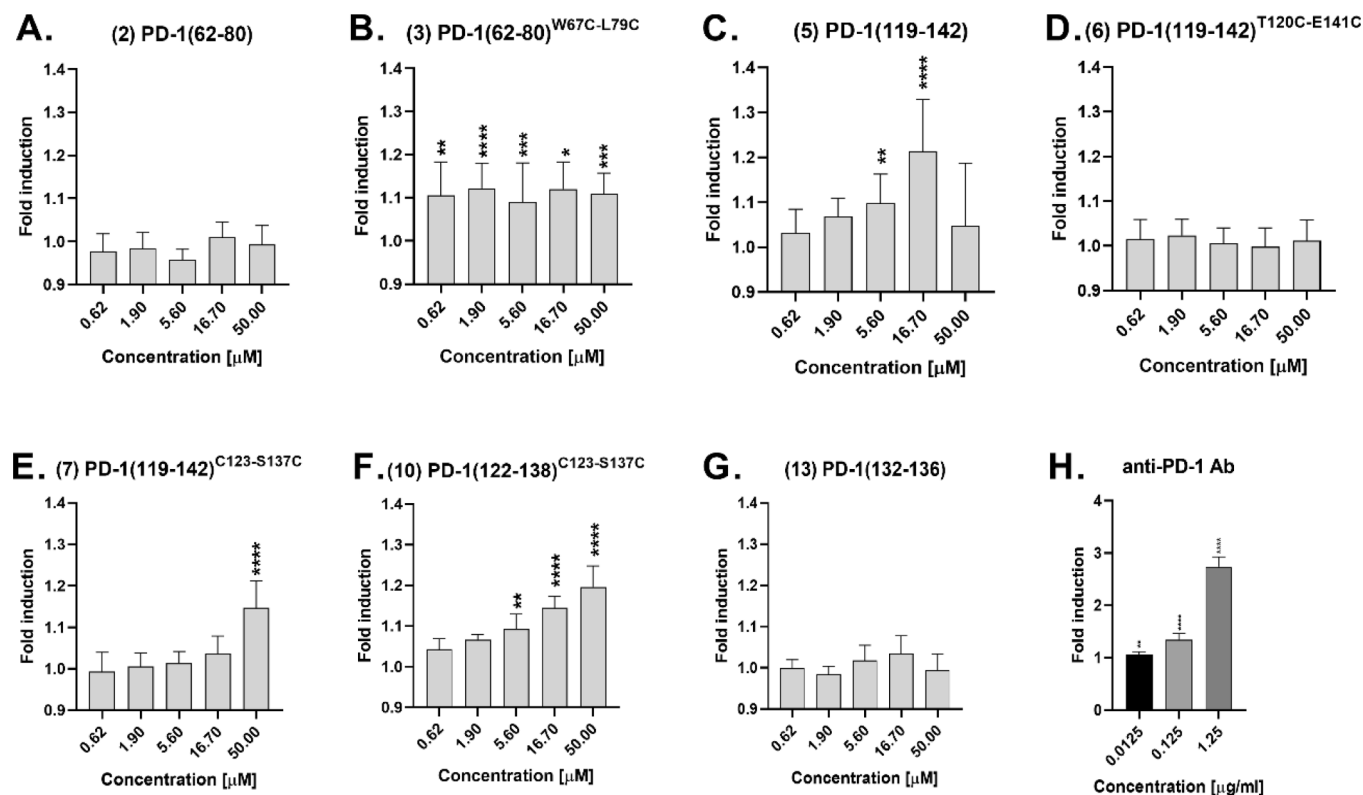 A. (2) PD-1(62-80)
Fold induction
1.4
1.3
1.2
1.1
1.0
0.9
0.62 1.90 5.60 16.70 50.00
Concentration [μM]
B. (3) PD-1(62-80)W67C-L79C
Fold induction
1.4
1.3
1.2
1.1
1.0
0.9
** **** *** * ***
0.62 1.90 5.60 16.70 50.00
Concentration [μM]
C. (5) PD-1(119-142)
Fold induction
1.4
1.3
1.2
1.1
1.0
0.9
** ****
0.62 1.90 5.60 16.70 50.00
Concentration [μM]
D. (6) PD-1(119-142)T120C-E141C
Fold induction
1.4
1.3
1.2
1.1
1.0
0.9
0.62 1.90 5.60 16.70 50.00
Concentration [μM]
E. (7) PD-1(119-142)C123-S137C
Fold induction
1.4
1.3
1.2
1.1
1.0
0.9
****
0.62 1.90 5.60 16.70 50.00
Concentration [μM]
F. (10) PD-1(122-138)C123-S137C
Fold induction
1.4
1.3
1.2
1.1
1.0
0.9
** **** ****
0.62 1.90 5.60 16.70 50.00
Concentration [μM]
G. (13) PD-1(132-136)
Fold induction
1.4
1.3
1.2
1.1
1.0
0.9
0.62 1.90 5.60 16.70 50.00
Concentration [μM]
H. anti-PD-1 Ab
Fold induction
4
3
2
1
0
** **** ****
0.0125 0.125 1.25
Concentration [μg/ml]